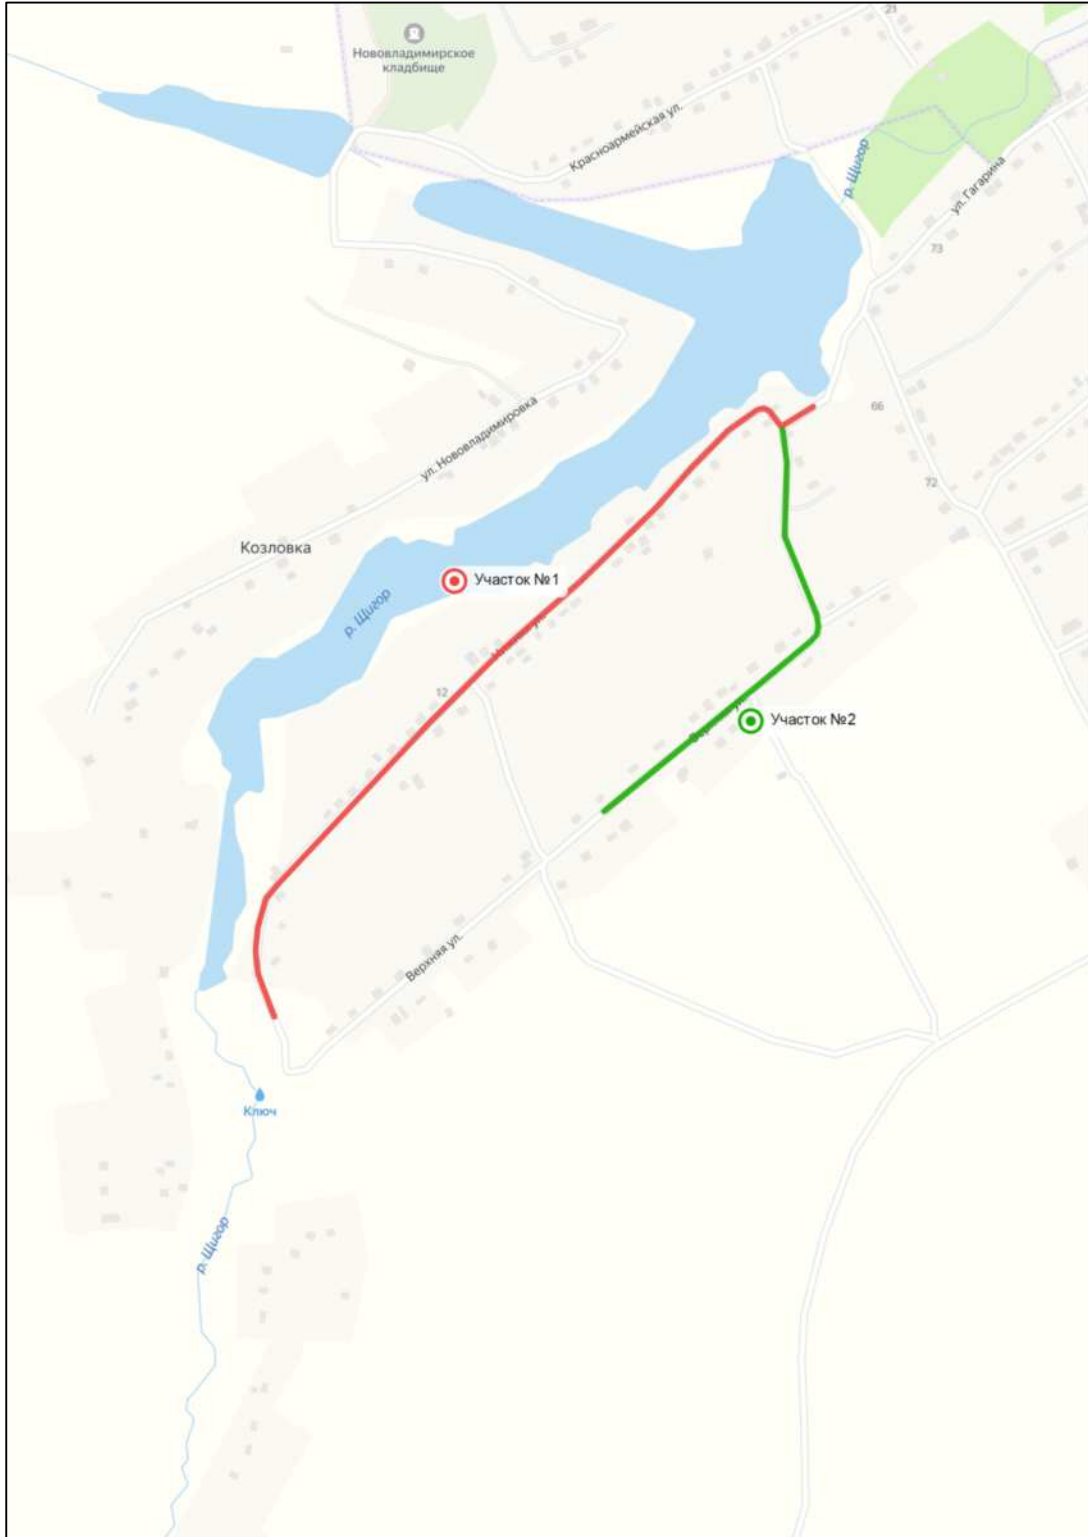 21
Нововладимирское
кладбище
Красноармейская ул.
р. Щигор
ул. Гагарина
73
66
ул. Нововладимировка
72
Козловка
Участок №1
р. Щигор
12
Участок №2
Верхняя ул.
Ключ
р. Щигор